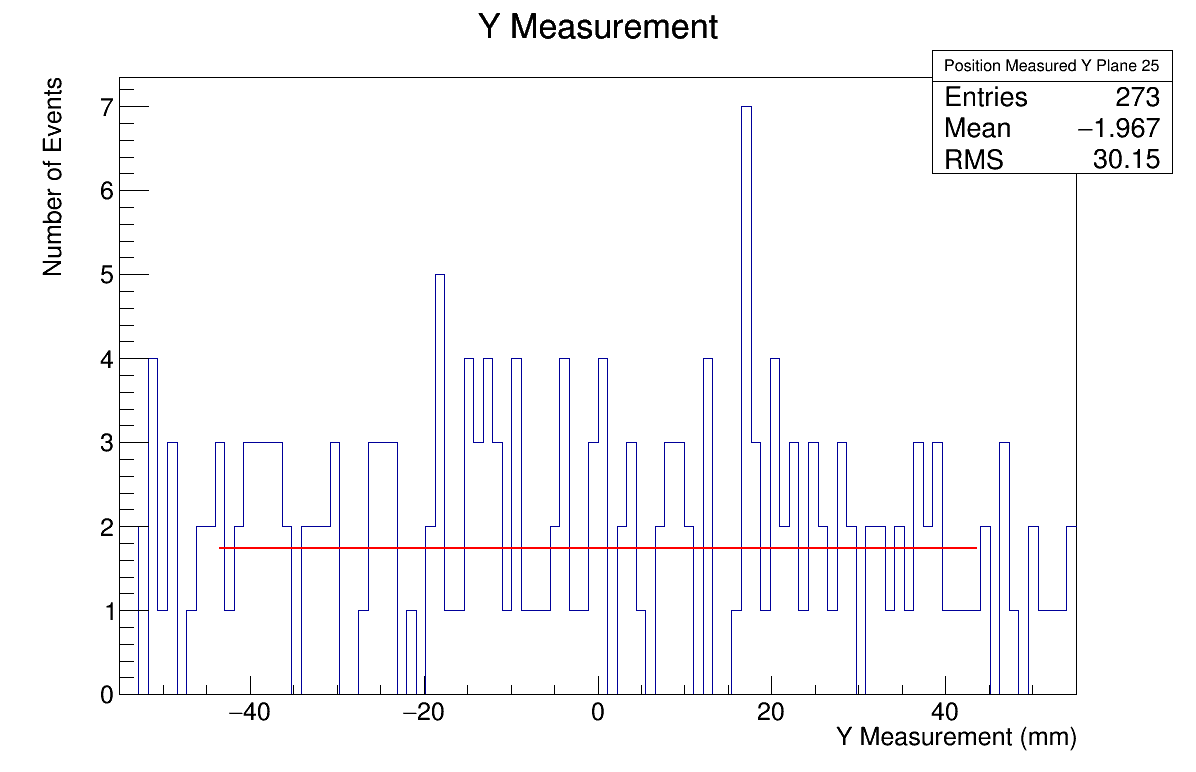 Y Measurement
Position Measured Y Plane 25
Entries 273
Mean −1.967
RMS 30.15
Number of Events
7
6
5
4
3
2
1
0
−40 −20 0 20 40
Y Measurement (mm)